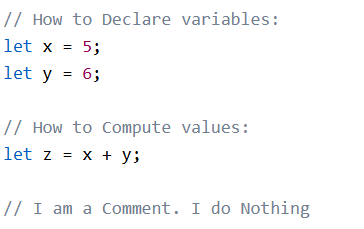 // How to Declare variables:
let x = 5;
let y = 6;
// How to Compute values:
let z = x + y;
// I am a Comment. I do Nothing